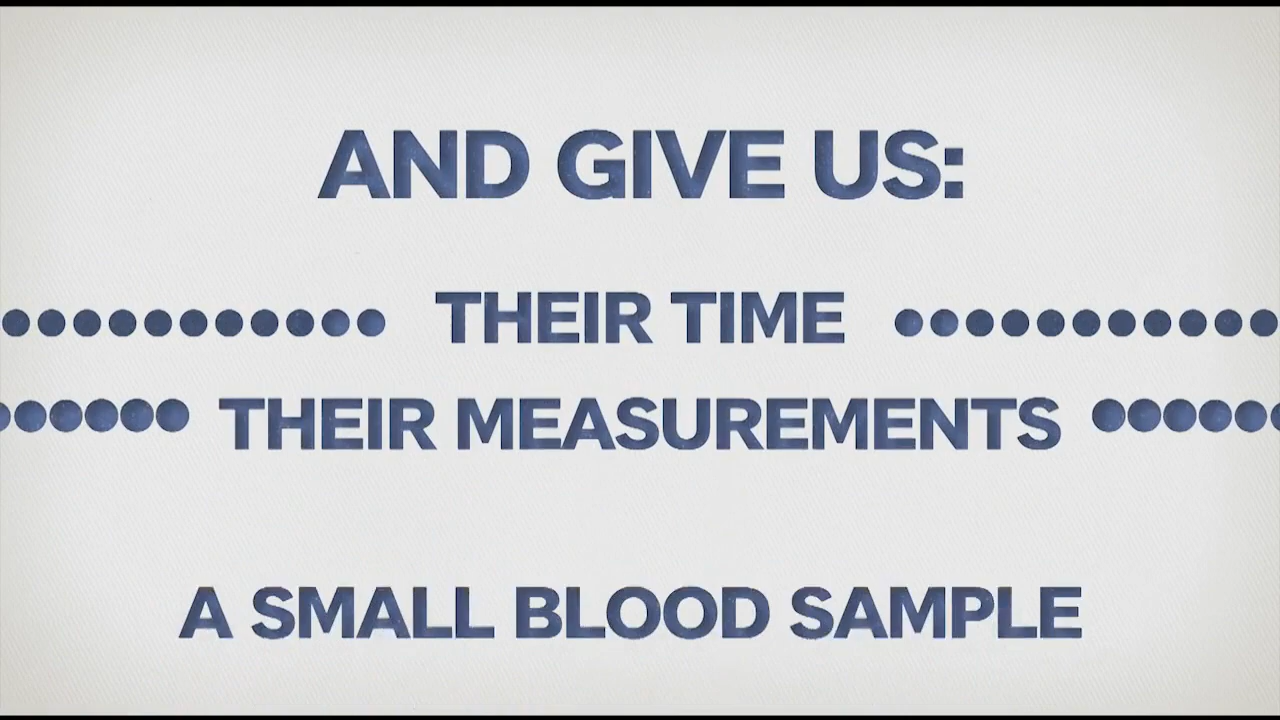 AND GIVE US:
THEIR TIME
THEIR MEASUREMENTS
A SMALL BLOOD SAMPLE